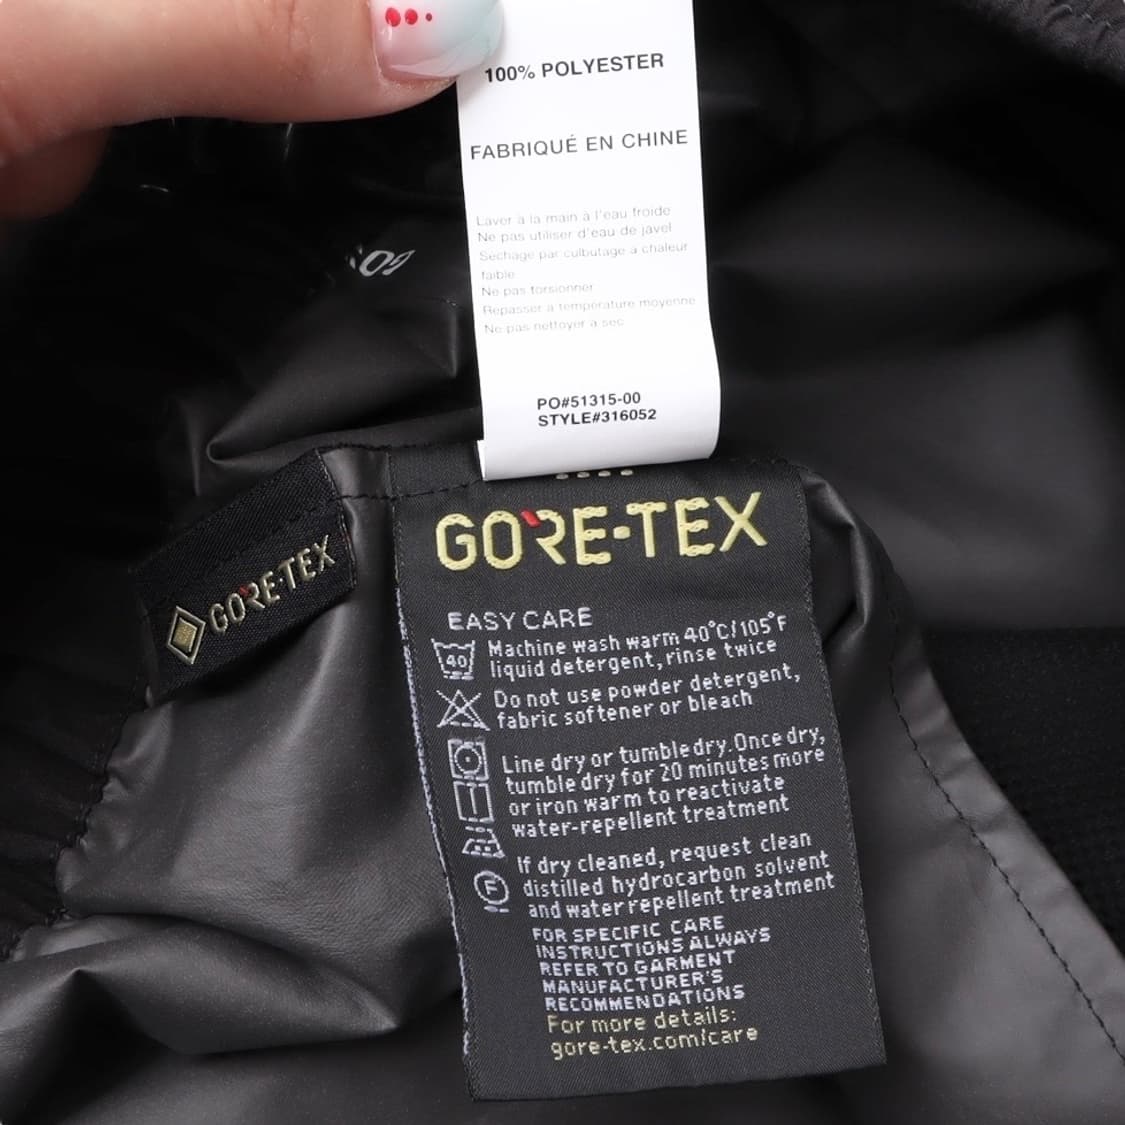 100% POLYESTER
FABRIQUÉ EN CHINE
Laver à la main à l'eau froide
Ne pas utiliser d'eau de javel
Séchage par culbutage a chaleur
faible
Ne pas torsionner
Repasser a température moyenne
Ne pas nettoyer a sec
PO#51315-00
STYLE#316052
GORE-TEX
GORE-TEX
EASY CARE
40
Machine wash warm 40°C/105°F
liquid detergent, rinse twice
Do not use powder detergent,
fabric softener or bleach
Line dry or tumble dry. Once dry,
tumble dry for 20 minutes more
or iron warm to reactivate
water-repellent treatment
If dry cleaned, request clean
F
distilled hydrocarbon solvent
and water repellent treatment
FOR SPECIFIC CARE
INSTRUCTIONS ALWAYS
REFER TO GARMENT
MANUFACTURER'S
RECOMMENDATIONS
For more details:
gore-tex.com/care